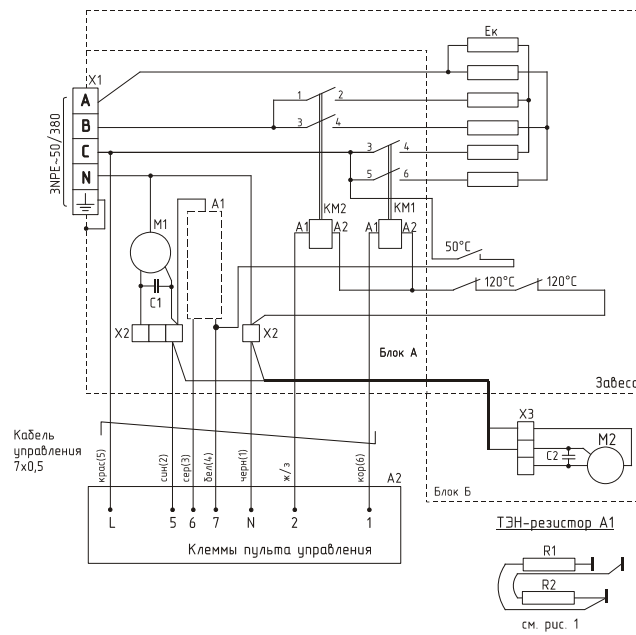 Ек
X1
A
B
C
N
3NPE~50/380
1
2
3
4
3
4
5
6
KM2
KM1
A1
A2
A1
A2
M1
A1
C1
50°C
120°C
120°C
X2
X2
Блок А
Завеса
X3
M2
C2
Блок Б
Кабель
управления
7х0,5
крас(5)
син(2)
сер(3)
бел(4)
черн(1)
ж/з
кор(6)
A2
L
5
6
7
N
2
1
Клеммы пульта управления
ТЭН-резистор А1
R1
R2
см. рис. 1